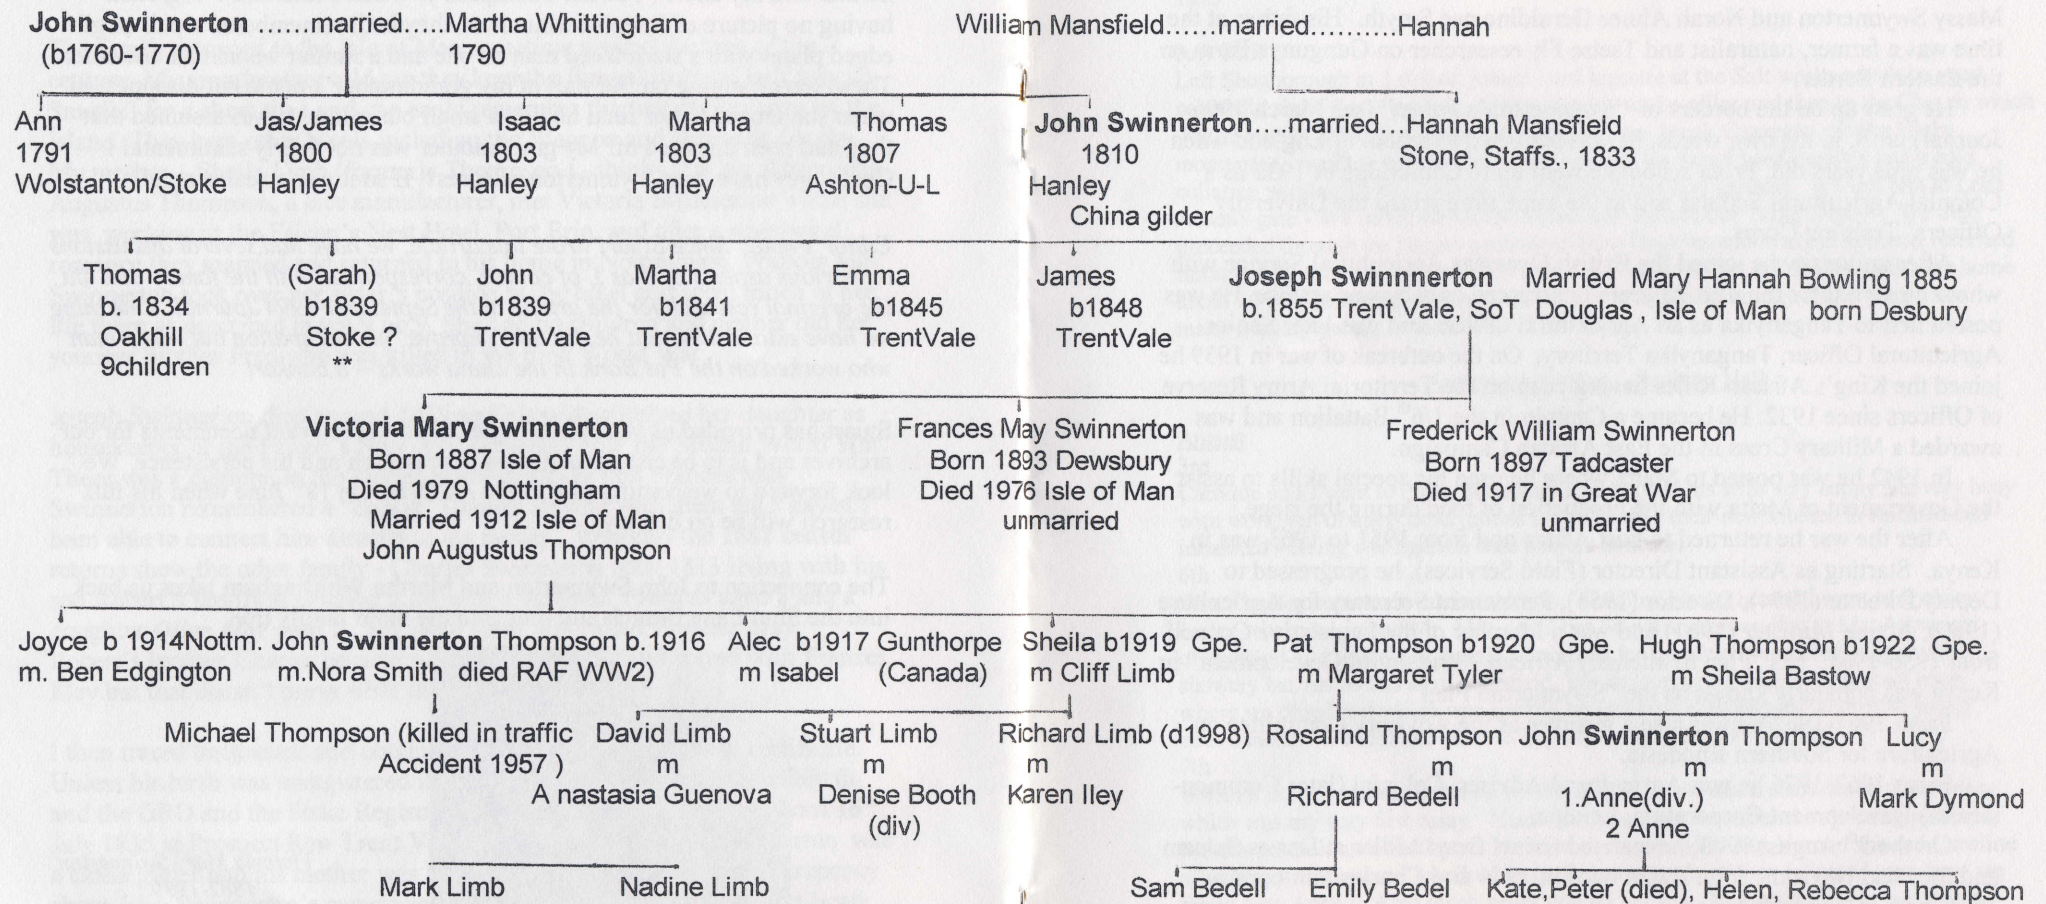 John Swinnerton ......married.....Martha Whittingham William Mansfield......married..........Hannah
(b1760-1770) 1790
Ann Jas/James Isaac Martha Thomas John Swinnerton....married...Hannah Mansfield
1791 1800 1803 1803 1807 1810 Stone, Staffs., 1833
Wolstanton/Stoke Hanley Hanley Hanley Ashton-U-L Hanley
China gilder
Thomas (Sarah) John Martha Emma James Joseph Swinnnerton Married Mary Hannah Bowling 1885
b. 1834 b1839 b1839 b1841 b1845 b1848 b.1855 Trent Vale, SoT Douglas , Isle of Man born Desbury
Oakhill Stoke ? TrentVale TrentVale TrentVale TrentVale
9children **
Victoria Mary Swinnerton Frances May Swinnerton Frederick William Swinnerton
Born 1887 Isle of Man Born 1893 Dewsbury Born 1897 Tadcaster
Died 1979 Nottingham Died 1976 Isle of Man Died 1917 in Great War
Married 1912 Isle of Man unmarried unmarried
John Augustus Thompson
Joyce b 1914Nottm. John Swinnerton Thompson b.1916 Alec b1917 Gunthorpe Sheila b1919 Gpe. Pat Thompson b1920 Gpe. Hugh Thompson b1922 Gpe.
m. Ben Edgington m.Nora Smith died RAF WW2) m Isabel (Canada) m Cliff Limb m Margaret Tyler m Sheila Bastow
Michael Thompson (killed in traffic David Limb Stuart Limb Richard Limb (d1998) Rosalind Thompson John Swinnerton Thompson Lucy
Accident 1957 ) m m m m m m
A nastasia Guenova Denise Booth Karen Iley Richard Bedell 1.Anne(div.) Mark Dymond
(div) 2 Anne
Mark Limb Nadine Limb Sam Bedell Emily Bedel Kate,Peter (died), Helen, Rebecca Thompson